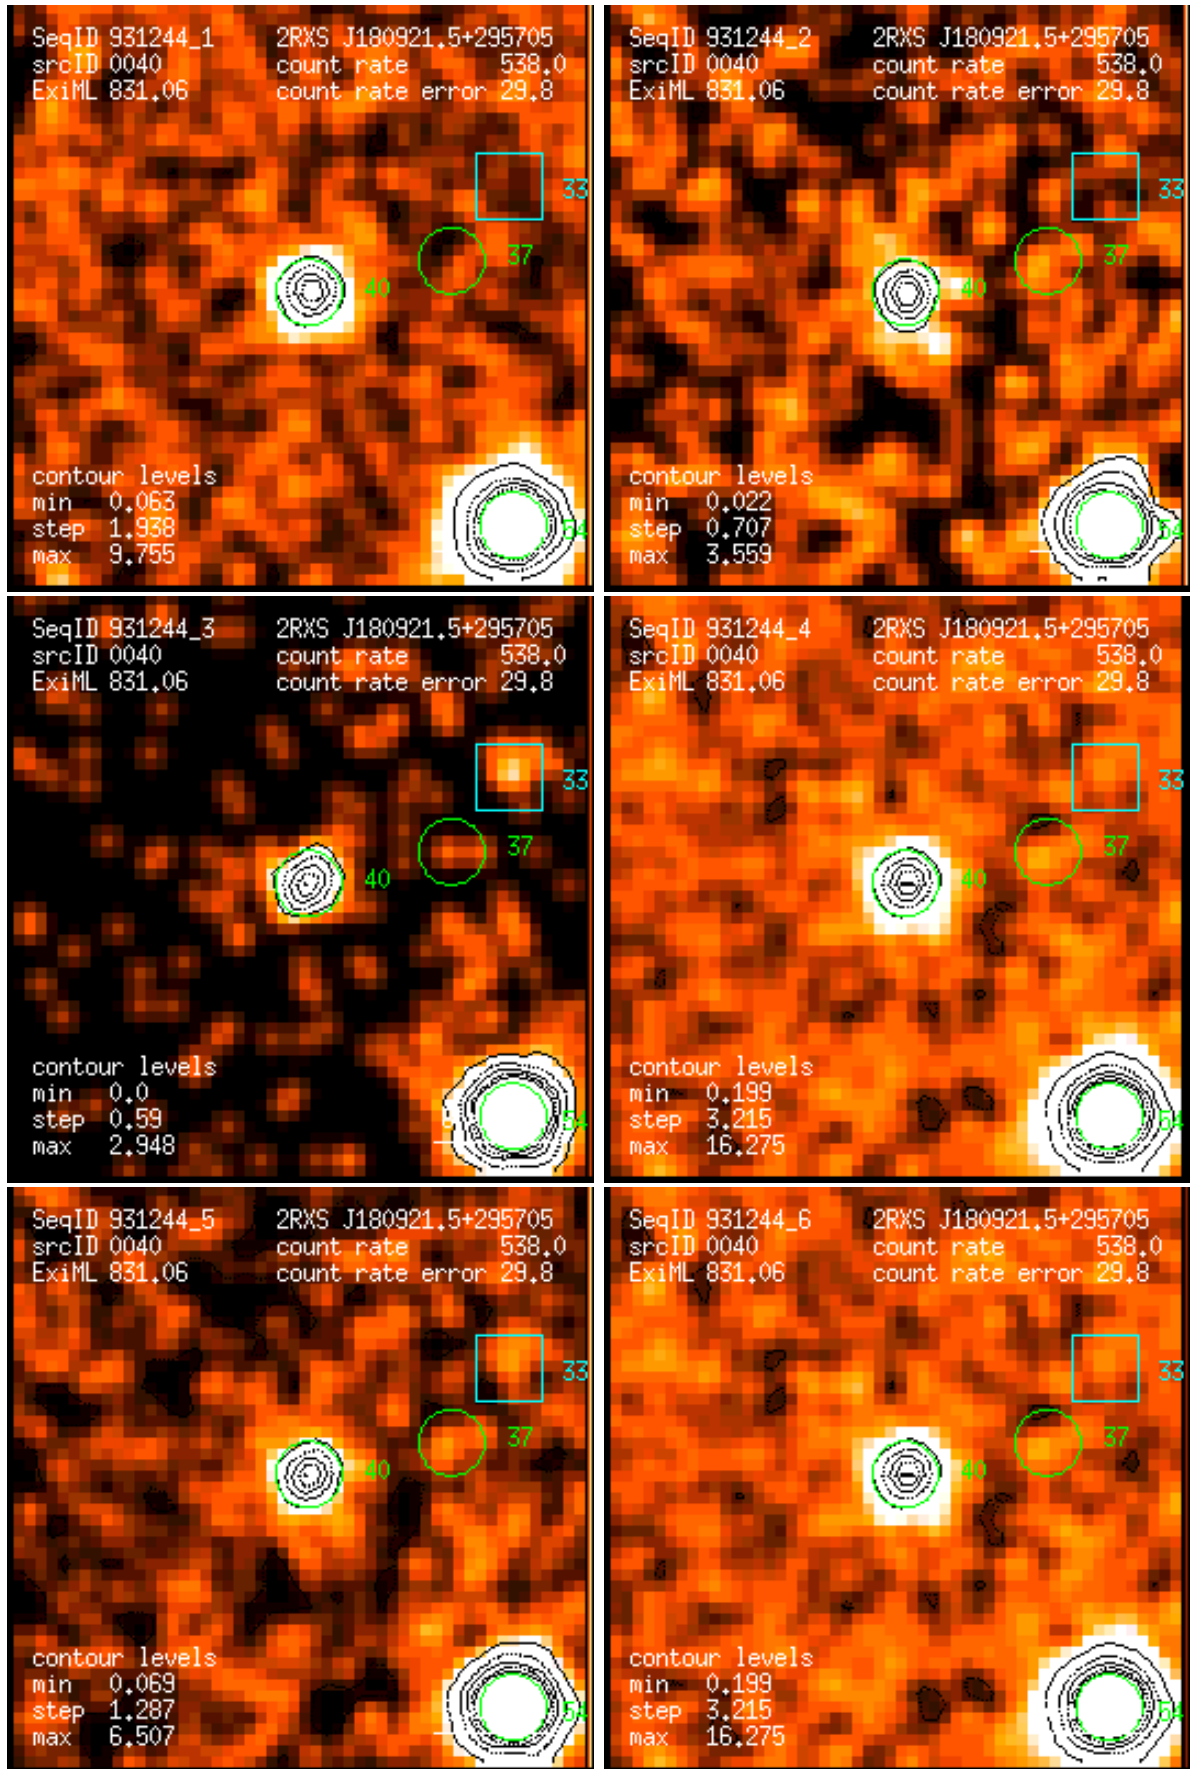 SeqID 931244_1 2RXS J180921.5+295705
srcID 0040 count rate 538.0
ExiML 831.06 count rate error 29.8
33
37
40
contour levels
min 0.063
step 1.938
max 9.755
54
SeqID 931244_2 2RXS J180921.5+295705
srcID 0040 count rate 538.0
ExiML 831.06 count rate error 29.8
33
37
40
contour levels
min 0.022
step 0.707
max 3.559
54
SeqID 931244_3 2RXS J180921.5+295705
srcID 0040 count rate 538.0
ExiML 831.06 count rate error 29.8
33
37
40
contour levels
min 0.0
step 0.59
max 2.948
54
SeqID 931244_4 2RXS J180921.5+295705
srcID 0040 count rate 538.0
ExiML 831.06 count rate error 29.8
33
37
40
contour levels
min 0.199
step 3.215
max 16.275
54
SeqID 931244_5 2RXS J180921.5+295705
srcID 0040 count rate 538.0
ExiML 831.06 count rate error 29.8
33
37
40
contour levels
min 0.069
step 1.287
max 6.507
54
SeqID 931244_6 2RXS J180921.5+295705
srcID 0040 count rate 538.0
ExiML 831.06 count rate error 29.8
33
37
40
contour levels
min 0.199
step 3.215
max 16.275
54